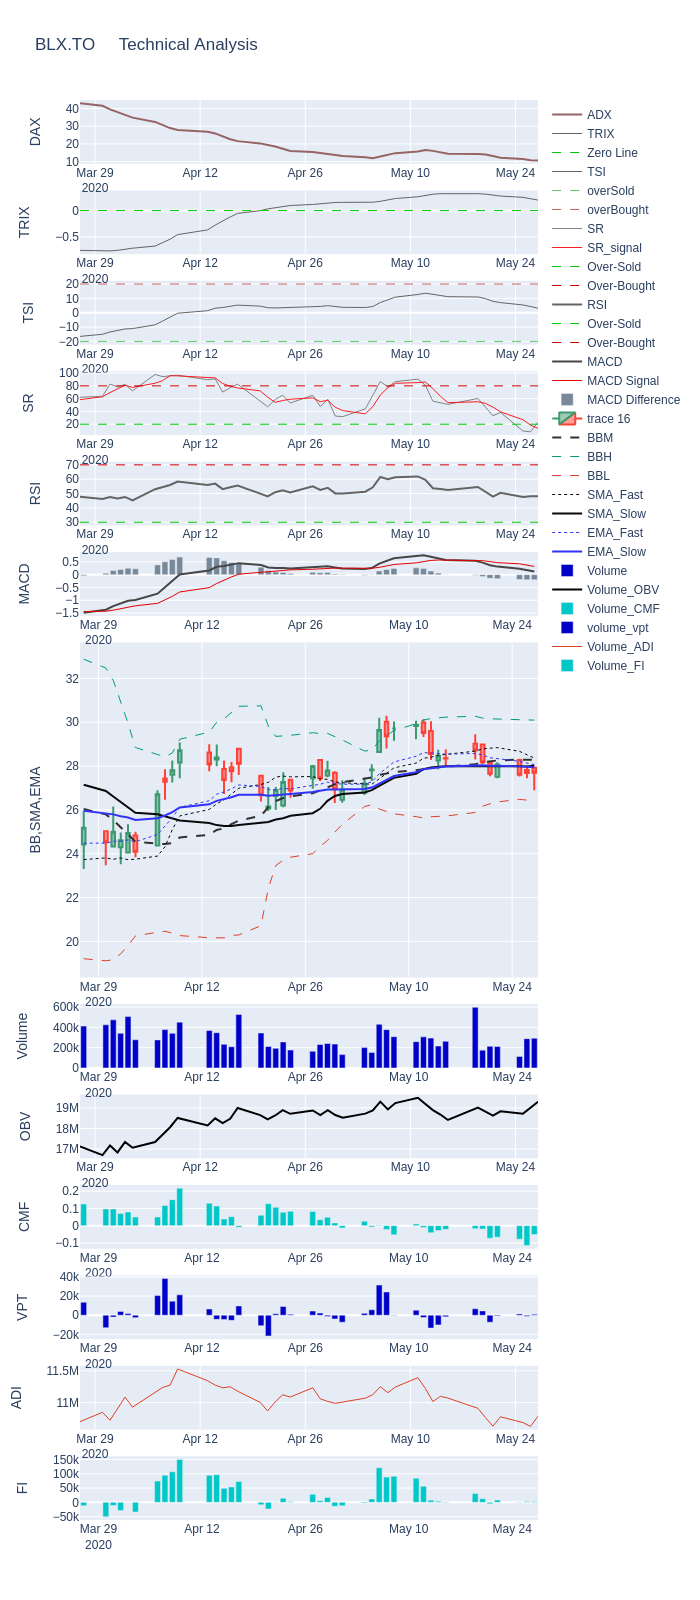 BLX.TO Technical Analysis
DAX
40
30
20
10
Mar 29
2020
Apr 12
Apr 26
May 10
May 24
TRIX
0
−0.5
Mar 29
2020
Apr 12
Apr 26
May 10
May 24
TSI
20
10
0
−10
−20
Mar 29
2020
Apr 12
Apr 26
May 10
May 24
SR
100
80
60
40
20
Mar 29
2020
Apr 12
Apr 26
May 10
May 24
RSI
70
60
50
40
30
Mar 29
2020
Apr 12
Apr 26
May 10
May 24
MACD
0.5
0
−0.5
−1
−1.5
Mar 29
2020
Apr 12
Apr 26
May 10
May 24
BB,SMA,EMA
32
30
28
26
24
22
20
Mar 29
2020
Apr 12
Apr 26
May 10
May 24
Volume
600k
400k
200k
0
Mar 29
2020
Apr 12
Apr 26
May 10
May 24
OBV
19M
18M
17M
Mar 29
2020
Apr 12
Apr 26
May 10
May 24
CMF
0.2
0.1
0
−0.1
Mar 29
2020
Apr 12
Apr 26
May 10
May 24
VPT
40k
20k
0
−20k
Mar 29
2020
Apr 12
Apr 26
May 10
May 24
ADI
11.5M
11M
Mar 29
2020
Apr 12
Apr 26
May 10
May 24
FI
150k
100k
50k
0
−50k
Mar 29
2020
Apr 12
Apr 26
May 10
May 24
ADX
TRIX
Zero Line
TSI
overSold
overBought
SR
SR_signal
Over-Sold
Over-Bought
RSI
Over-Sold
Over-Bought
MACD
MACD Signal
MACD Difference
trace 16
BBM
BBH
BBL
SMA_Fast
SMA_Slow
EMA_Fast
EMA_Slow
Volume
Volume_OBV
Volume_CMF
volume_vpt
Volume_ADI
Volume_FI